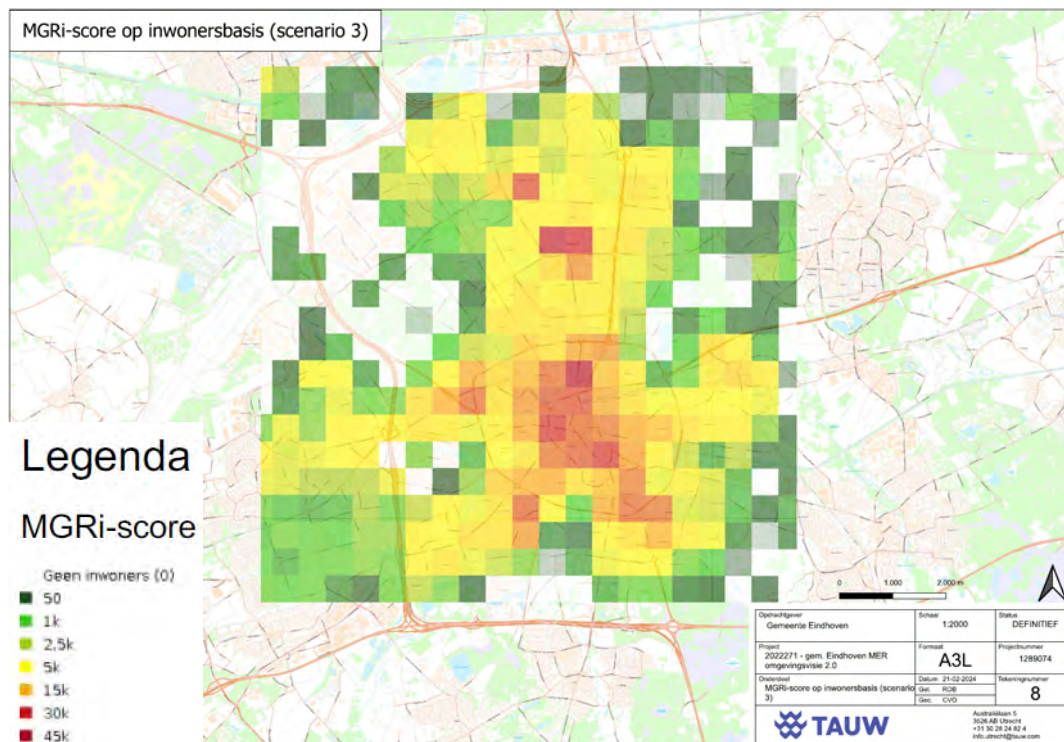 MGRi-score op inwonersbasis (scenario 3)
Legenda
MGRi-score
Geen inwoners (0)
50
1k
2,5k
5k
15k
30k
45k
0 1.000 2.000 m
Opdrachtgever
Gemeente Eindhoven
Schaal
1:2000
Status
DEFINITIEF
Project
2022271 - gem. Eindhoven MER
omgevingsvisie 2.0
Formaat
A3L
Projectnummer
1289074
Onderdeel
MGRi-score op inwonersbasis (scenario
3)
Datum 21-02-2024
Get. ROB
Gec. CVD
Tekeningnummer
8
TAUW
Australiëlaan 5
3526 AB Utrecht
+31 30 28 24 82 4
info.utrecht@tauw.com